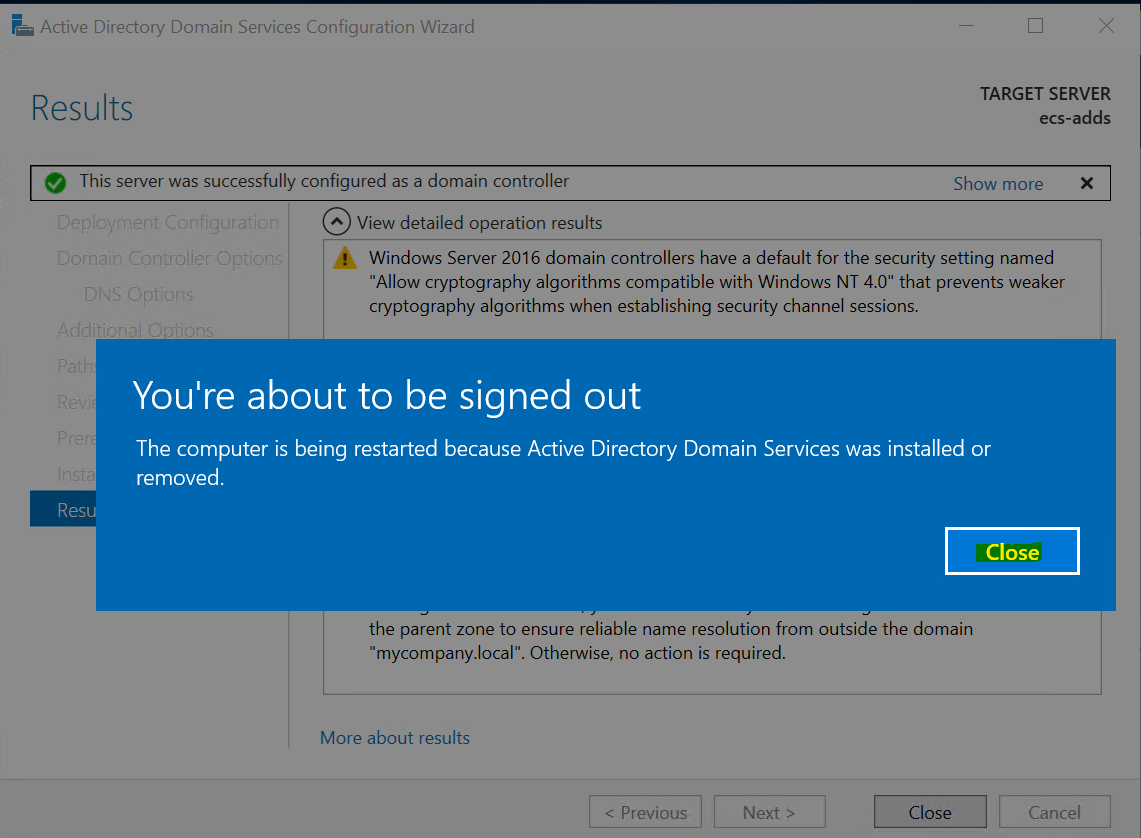 Active Directory Domain Services Configuration Wizard
Results
TARGET SERVER
ecs-adds
This server was successfully configured as a domain controller
Show more
Deployment Configuration
Domain Controller Options
DNS Options
Additional Options
Paths
Revie
Prere
Insta
Resu
View detailed operation results
Windows Server 2016 domain controllers have a default for the security setting named
"Allow cryptography algorithms compatible with Windows NT 4.0" that prevents weaker
cryptography algorithms when establishing security channel sessions.
You're about to be signed out
The computer is being restarted because Active Directory Domain Services was installed or
removed.
Close
the parent zone to ensure reliable name resolution from outside the domain
"mycompany.local". Otherwise, no action is required.
More about results
< Previous
Next >
Close
Cancel